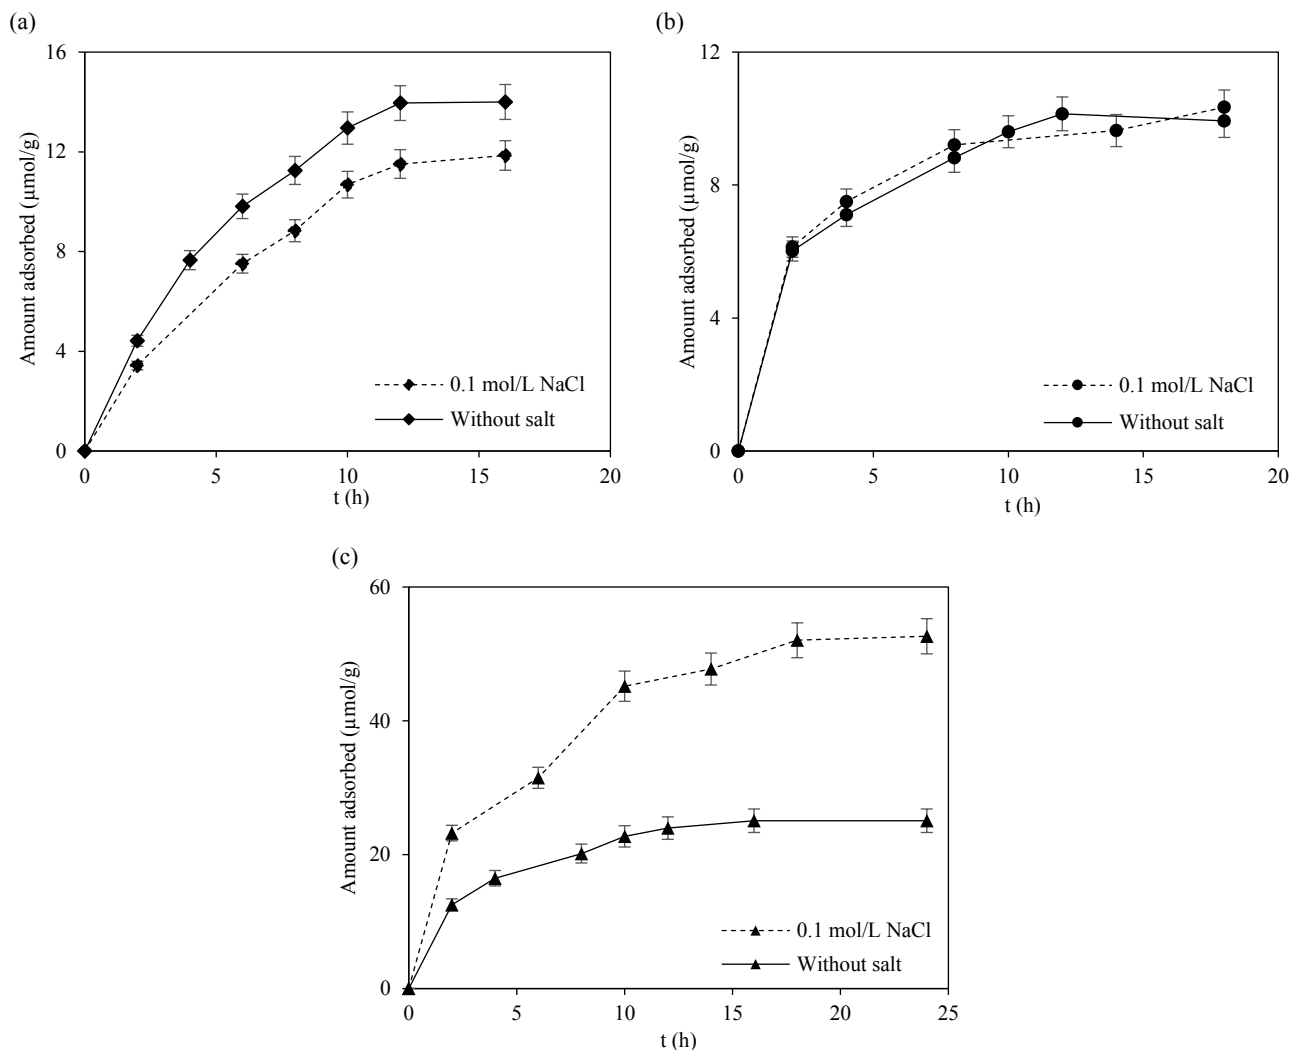 (a)
16
12
8
4
0
Amount adsorbed (µmol/g)
0 5 10 15 20
t (h)
0.1 mol/L NaCl
Without salt
(b)
12
8
4
0
Amount adsorbed (µmol/g)
0 5 10 15 20
t (h)
0.1 mol/L NaCl
Without salt
(c)
60
40
20
0
Amount adsorbed (µmol/g)
0 5 10 15 20 25
t (h)
0.1 mol/L NaCl
Without salt